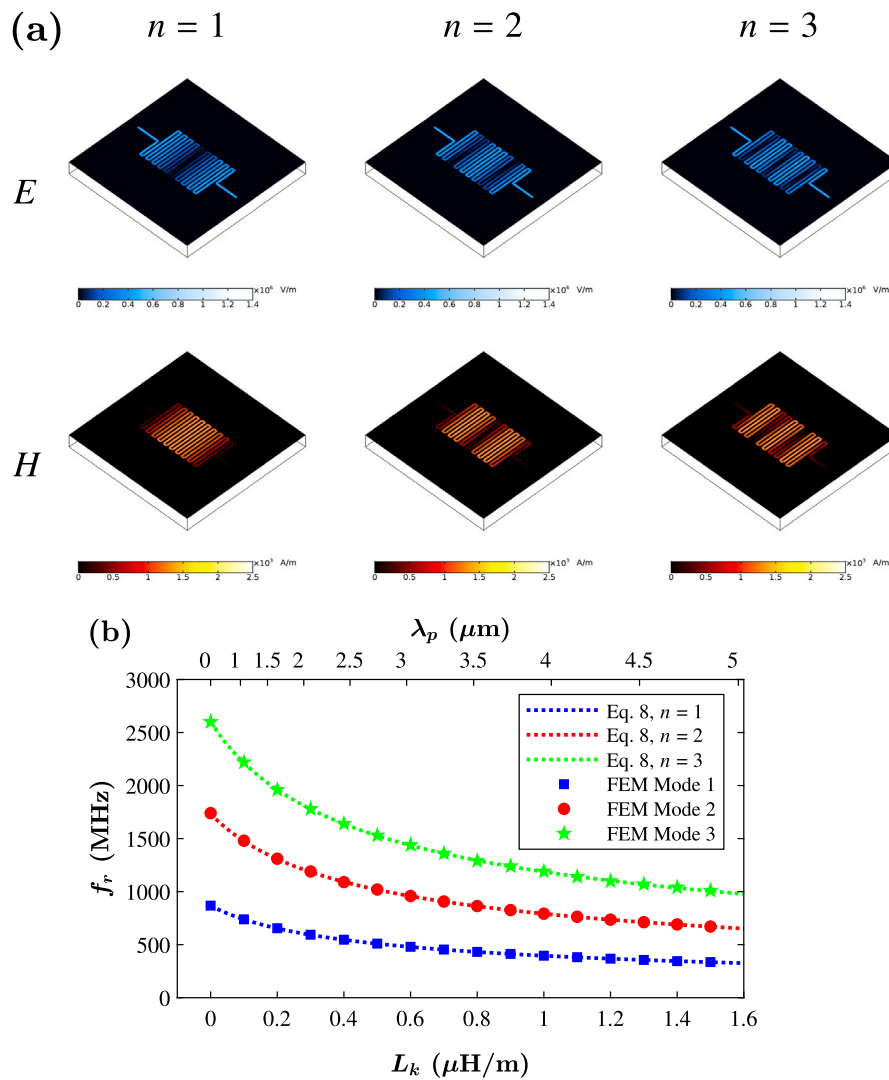 (a) n = 1 n = 2 n = 3
E
×10⁶ V/m ×10⁶ V/m ×10⁶ V/m
0 0.2 0.4 0.6 0.8 1 1.2 1.4 0 0.2 0.4 0.6 0.8 1 1.2 1.4 0 0.2 0.4 0.6 0.8 1 1.2 1.4
H
×10³ A/m ×10³ A/m ×10³ A/m
0 0.5 1 1.5 2 2.5 0 0.5 1 1.5 2 2.5 0 0.5 1 1.5 2 2.5
(b) λp (μm)
0 1 1.5 2 2.5 3 3.5 4 4.5 5
3000
2500
2000
1500
1000
500
0
fr (MHz)
Eq. 8, n = 1
Eq. 8, n = 2
Eq. 8, n = 3
FEM Mode 1
FEM Mode 2
FEM Mode 3
0 0.2 0.4 0.6 0.8 1 1.2 1.4 1.6
Lk (μH/m)